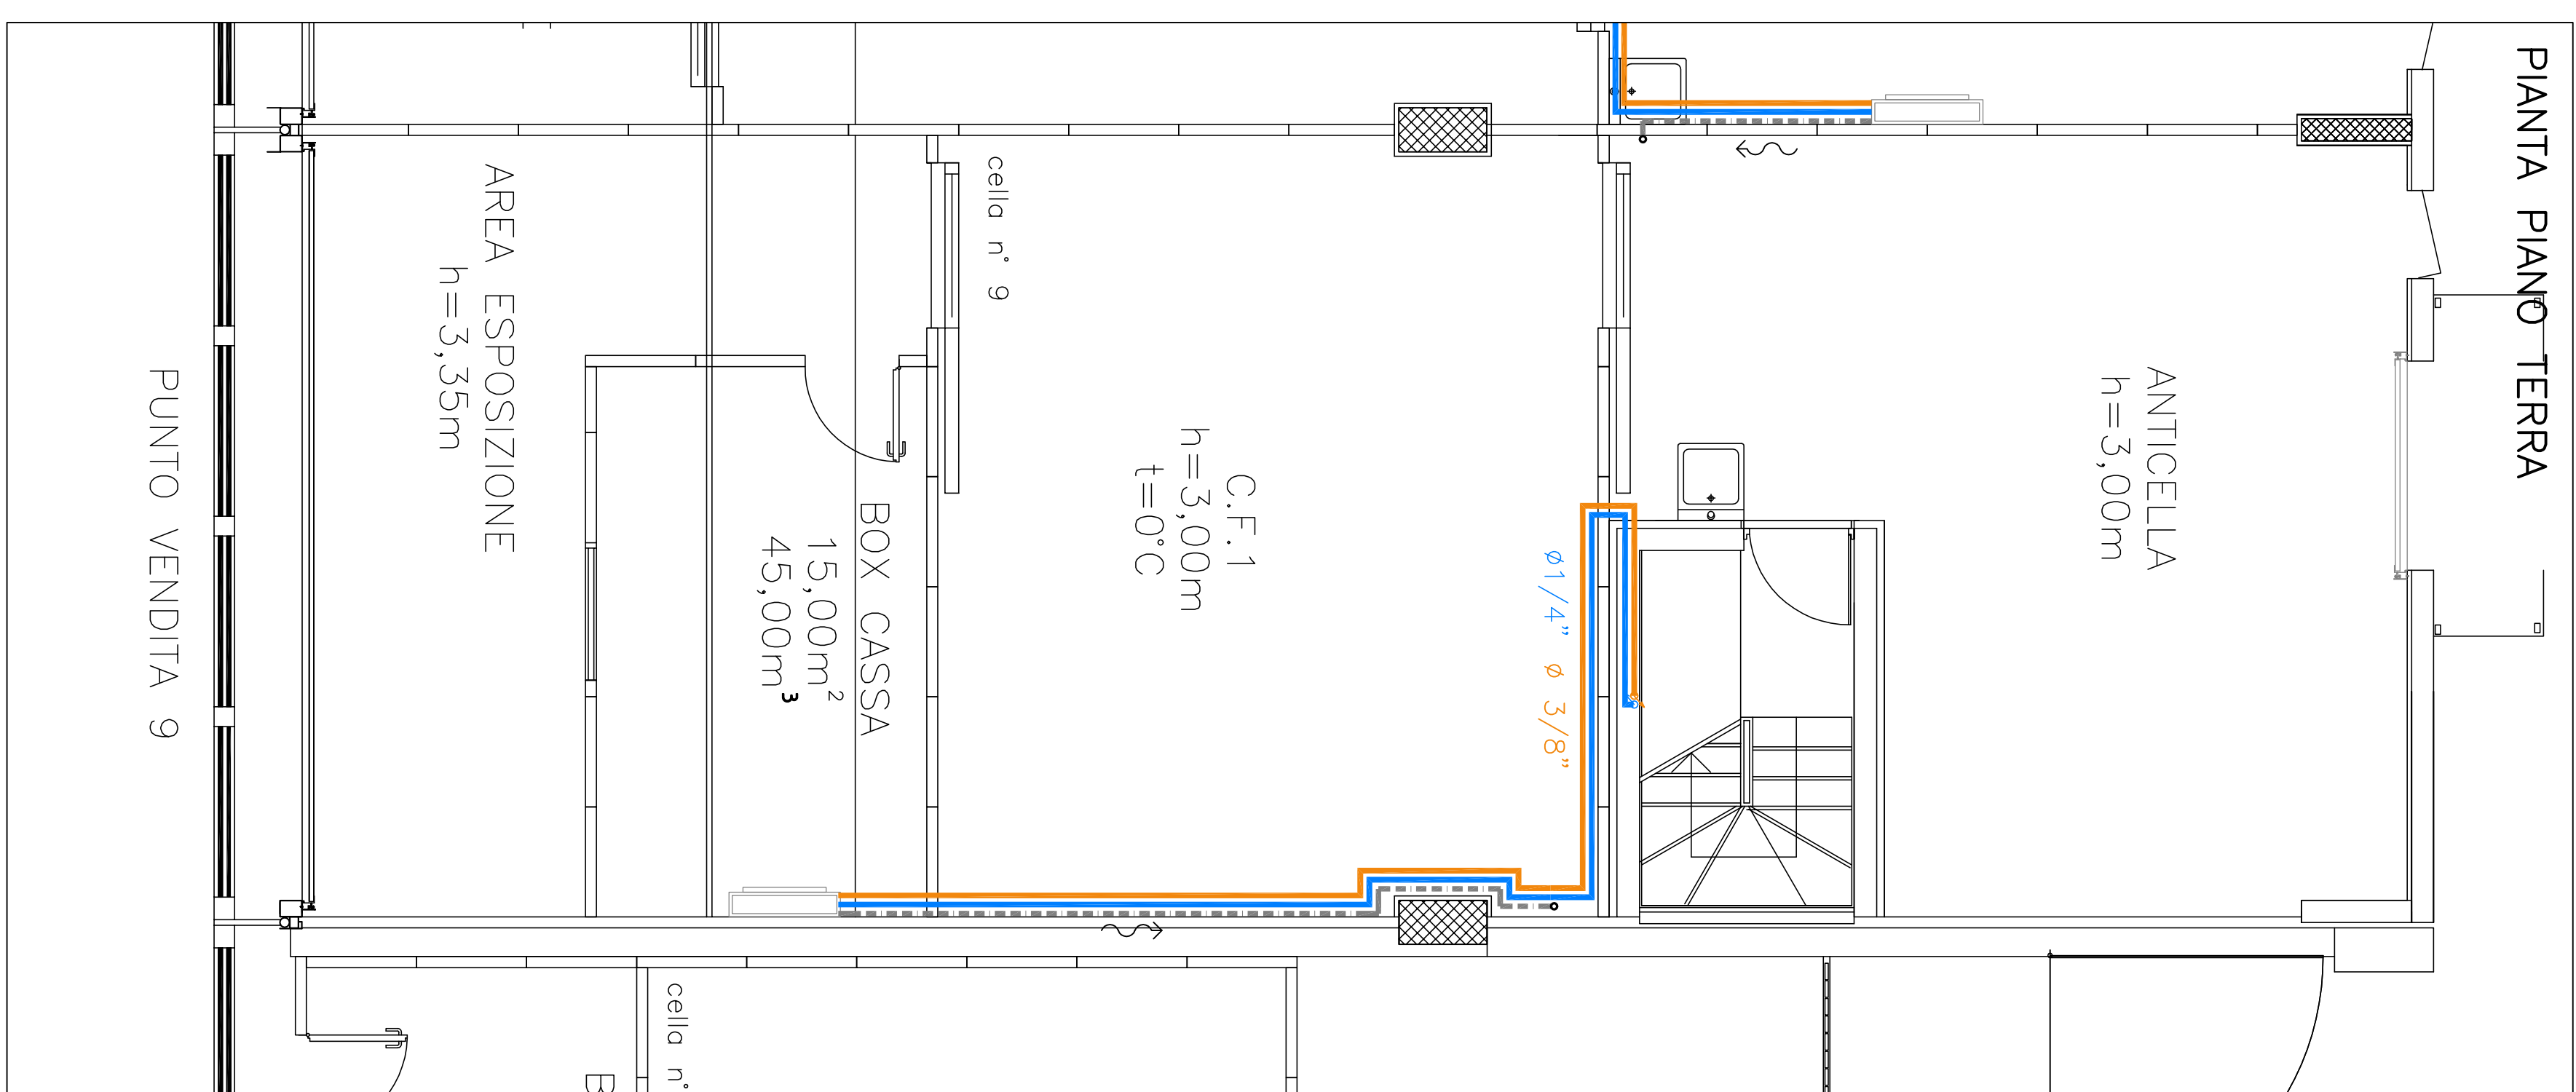 PIANTA PIANO TERRA
ANTICELLA
h=3,00m
ø1/4" ø 3/8"
C.F.1
h=3,00m
t=0°C
cella n° 9
BOX CASSA
15,00m²
45,00m³
AREA ESPOSIZIONE
h=3,35m
PUNTO VENDITA 9
cella n°
B